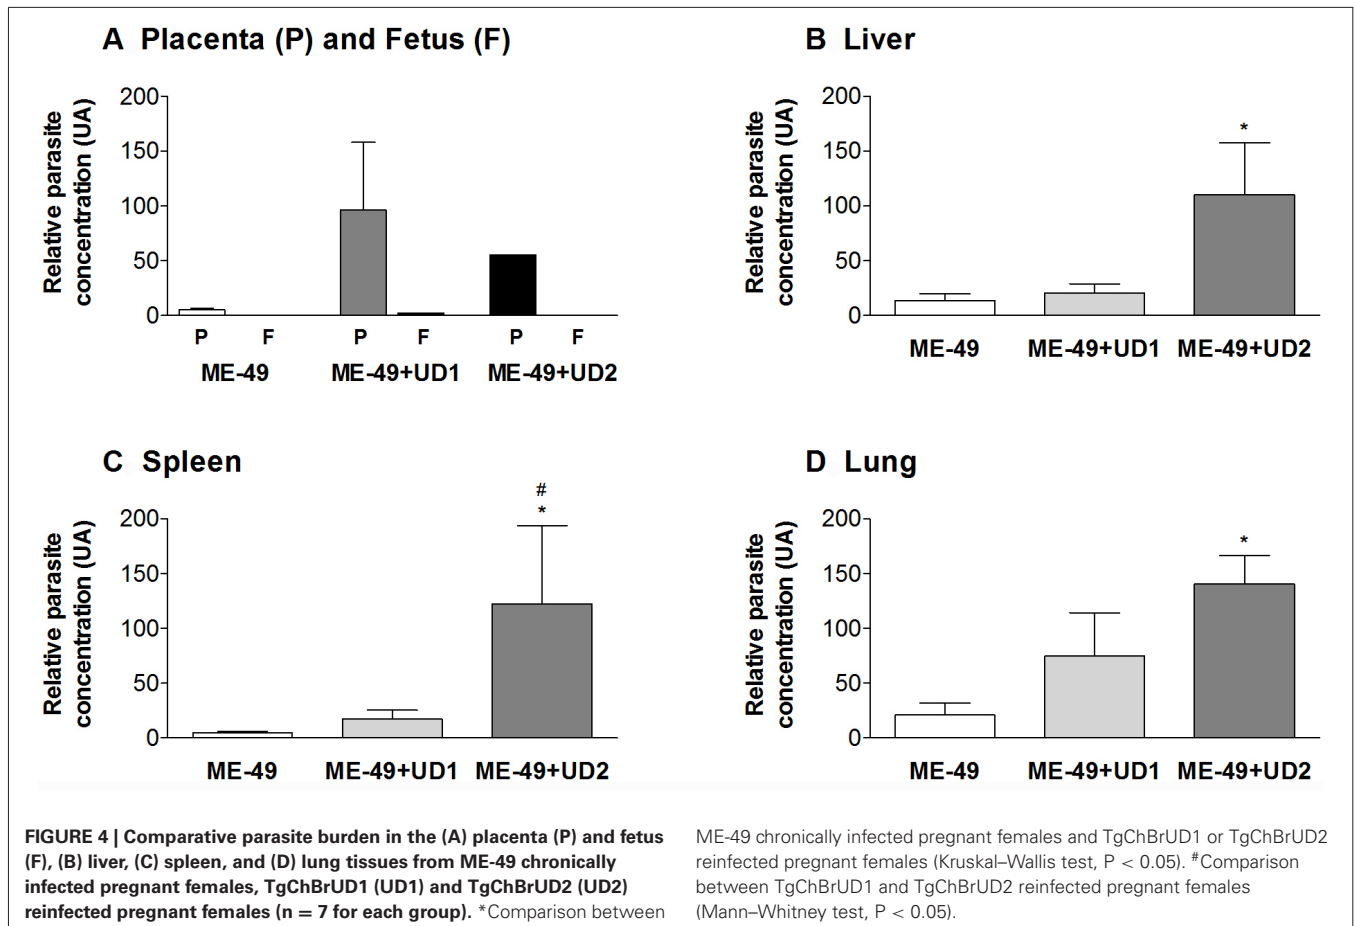 A Placenta (P) and Fetus (F)
Relative parasite
concentration (UA)
200
150
100
50
0
P F P F P F
ME-49 ME-49+UD1 ME-49+UD2
B Liver
Relative parasite
concentration (UA)
200
150
100
50
0
*
ME-49 ME-49+UD1 ME-49+UD2
C Spleen
Relative parasite
concentration (UA)
200
150
100
50
0
#
*
ME-49 ME-49+UD1 ME-49+UD2
D Lung
Relative parasite
concentration (UA)
200
150
100
50
0
*
ME-49 ME-49+UD1 ME-49+UD2
FIGURE 4 | Comparative parasite burden in the (A) placenta (P) and fetus
(F), (B) liver, (C) spleen, and (D) lung tissues from ME-49 chronically
infected pregnant females, TgChBrUD1 (UD1) and TgChBrUD2 (UD2)
reinfected pregnant females (n = 7 for each group). *Comparison between
ME-49 chronically infected pregnant females and TgChBrUD1 or TgChBrUD2
reinfected pregnant females (Kruskal–Wallis test, P < 0.05). #Comparison
between TgChBrUD1 and TgChBrUD2 reinfected pregnant females
(Mann–Whitney test, P < 0.05).